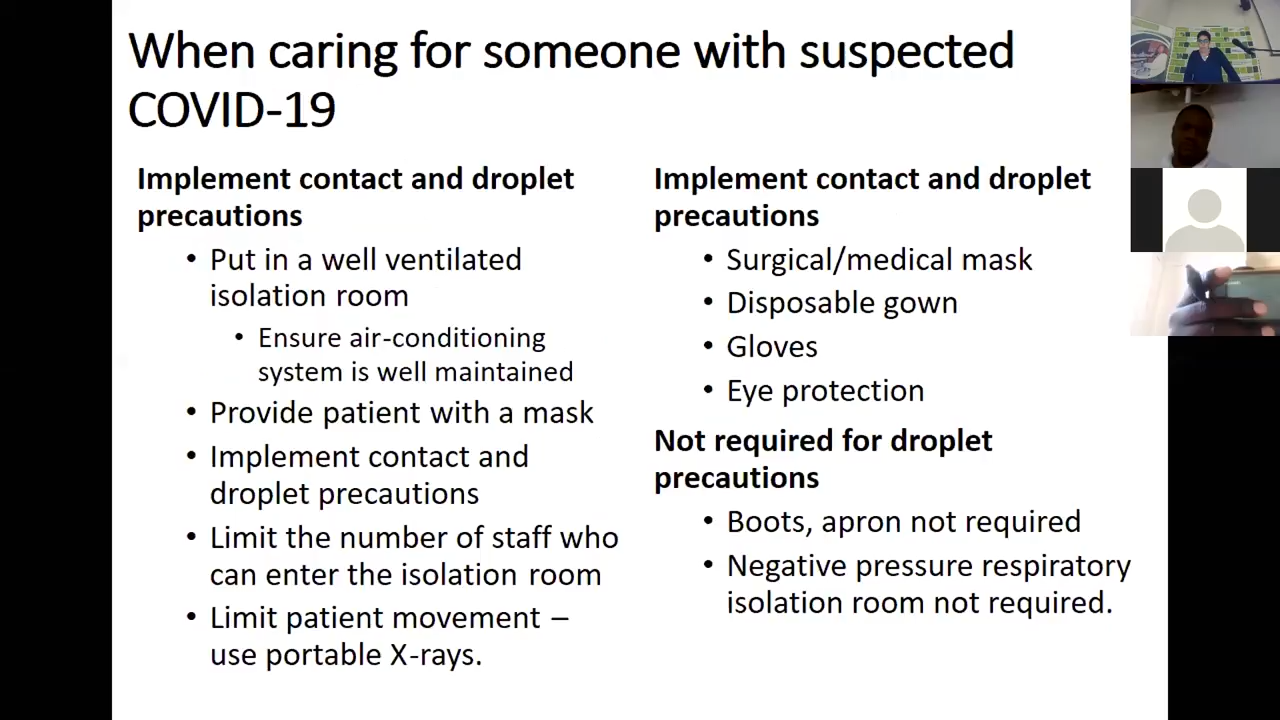 When caring for someone with suspected
COVID-19
Implement contact and droplet
precautions
• Put in a well ventilated
isolation room
• Ensure air-conditioning
system is well maintained
• Provide patient with a mask
• Implement contact and
droplet precautions
• Limit the number of staff who
can enter the isolation room
• Limit patient movement –
use portable X-rays.
Implement contact and droplet
precautions
• Surgical/medical mask
• Disposable gown
• Gloves
• Eye protection
Not required for droplet
precautions
• Boots, apron not required
• Negative pressure respiratory
isolation room not required.